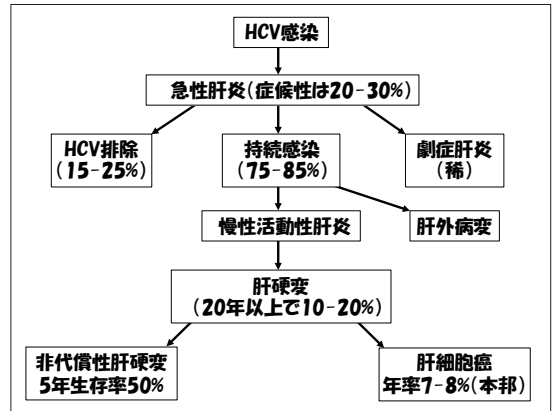 HCV感染
急性肝炎(症候性は20-30%)
HCV排除
(15-25%)
持続感染
(75-85%)
劇症肝炎
(稀)
慢性活動性肝炎
肝外病変
肝硬変
(20年以上で10-20%)
非代償性肝硬変
5年生存率50%
肝細胞癌
年率7-8%(本邦)